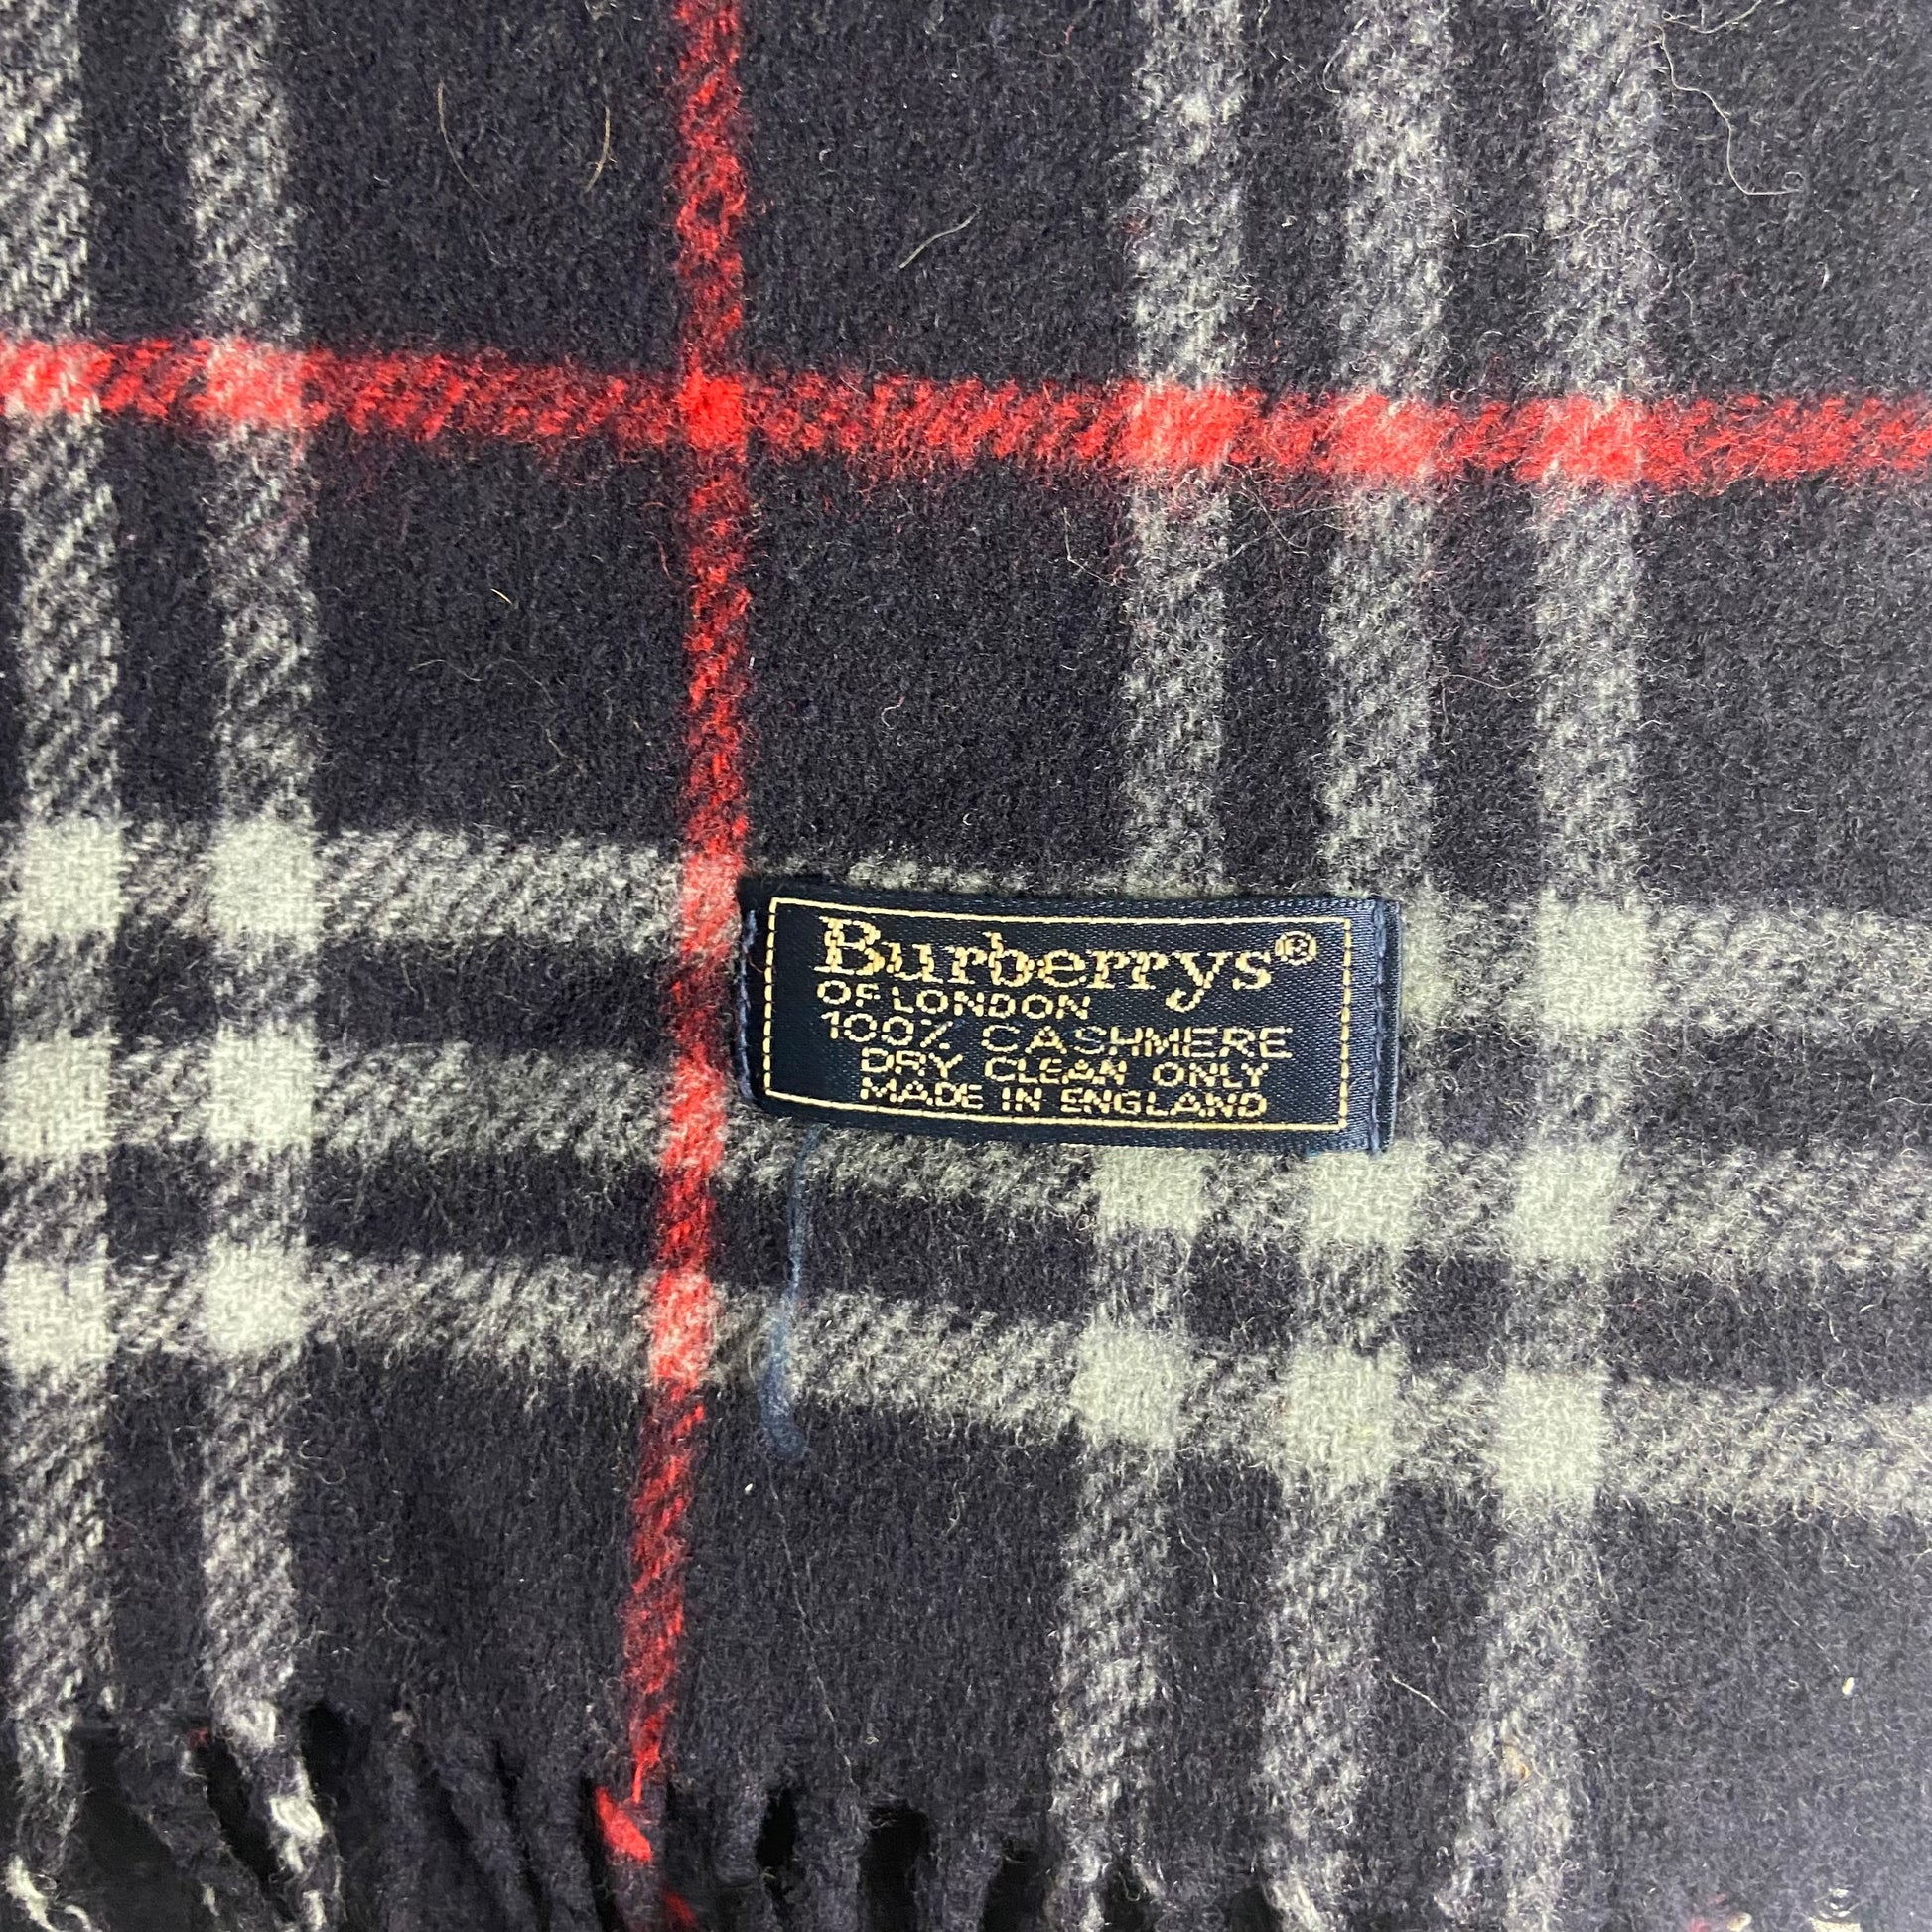 Burberrys®
OF LONDON
100% CASHMERE
DRY CLEAN ONLY
MADE IN ENGLAND